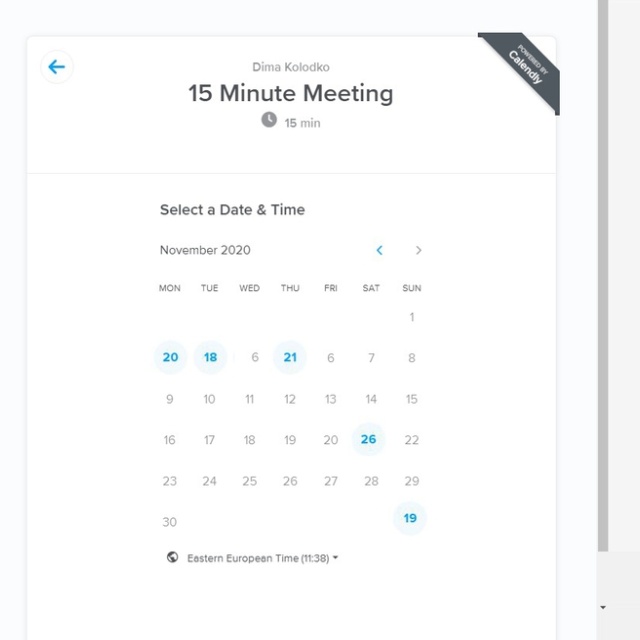 POWERED BY
Calendly
Dima Kolodko
15 Minute Meeting
15 min
Select a Date & Time
November 2020
MON TUE WED THU FRI SAT SUN
1
20 18 6 21 6 7 8
9 10 11 12 13 14 15
16 17 18 19 20 26 22
23 24 25 26 27 28 29
30 19
Eastern European Time (11:38)